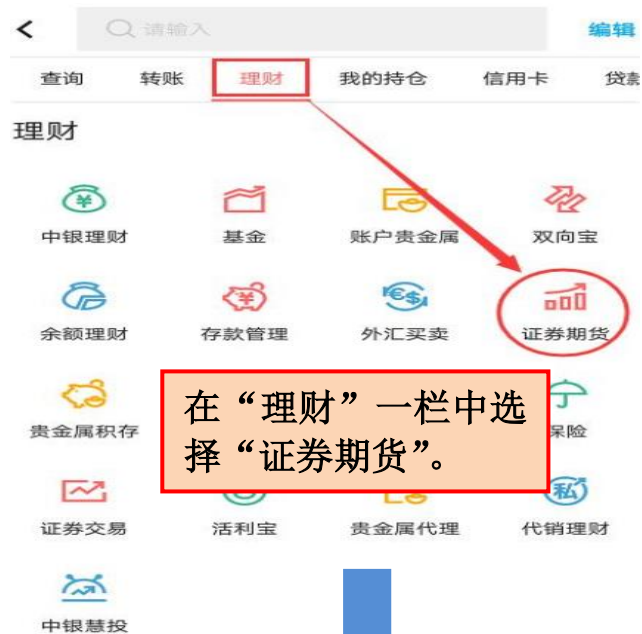 请输入
编辑
查询 转账 理财 我的持仓 信用卡 贷款
理财
中银理财 基金 账户贵金属 双向宝
余额理财 存款管理 外汇买卖 证券期货
贵金属积存 保险
在“理财”一栏中选
择“证券期货”。
证券交易 活利宝 贵金属代理 代销理财
中银慧投